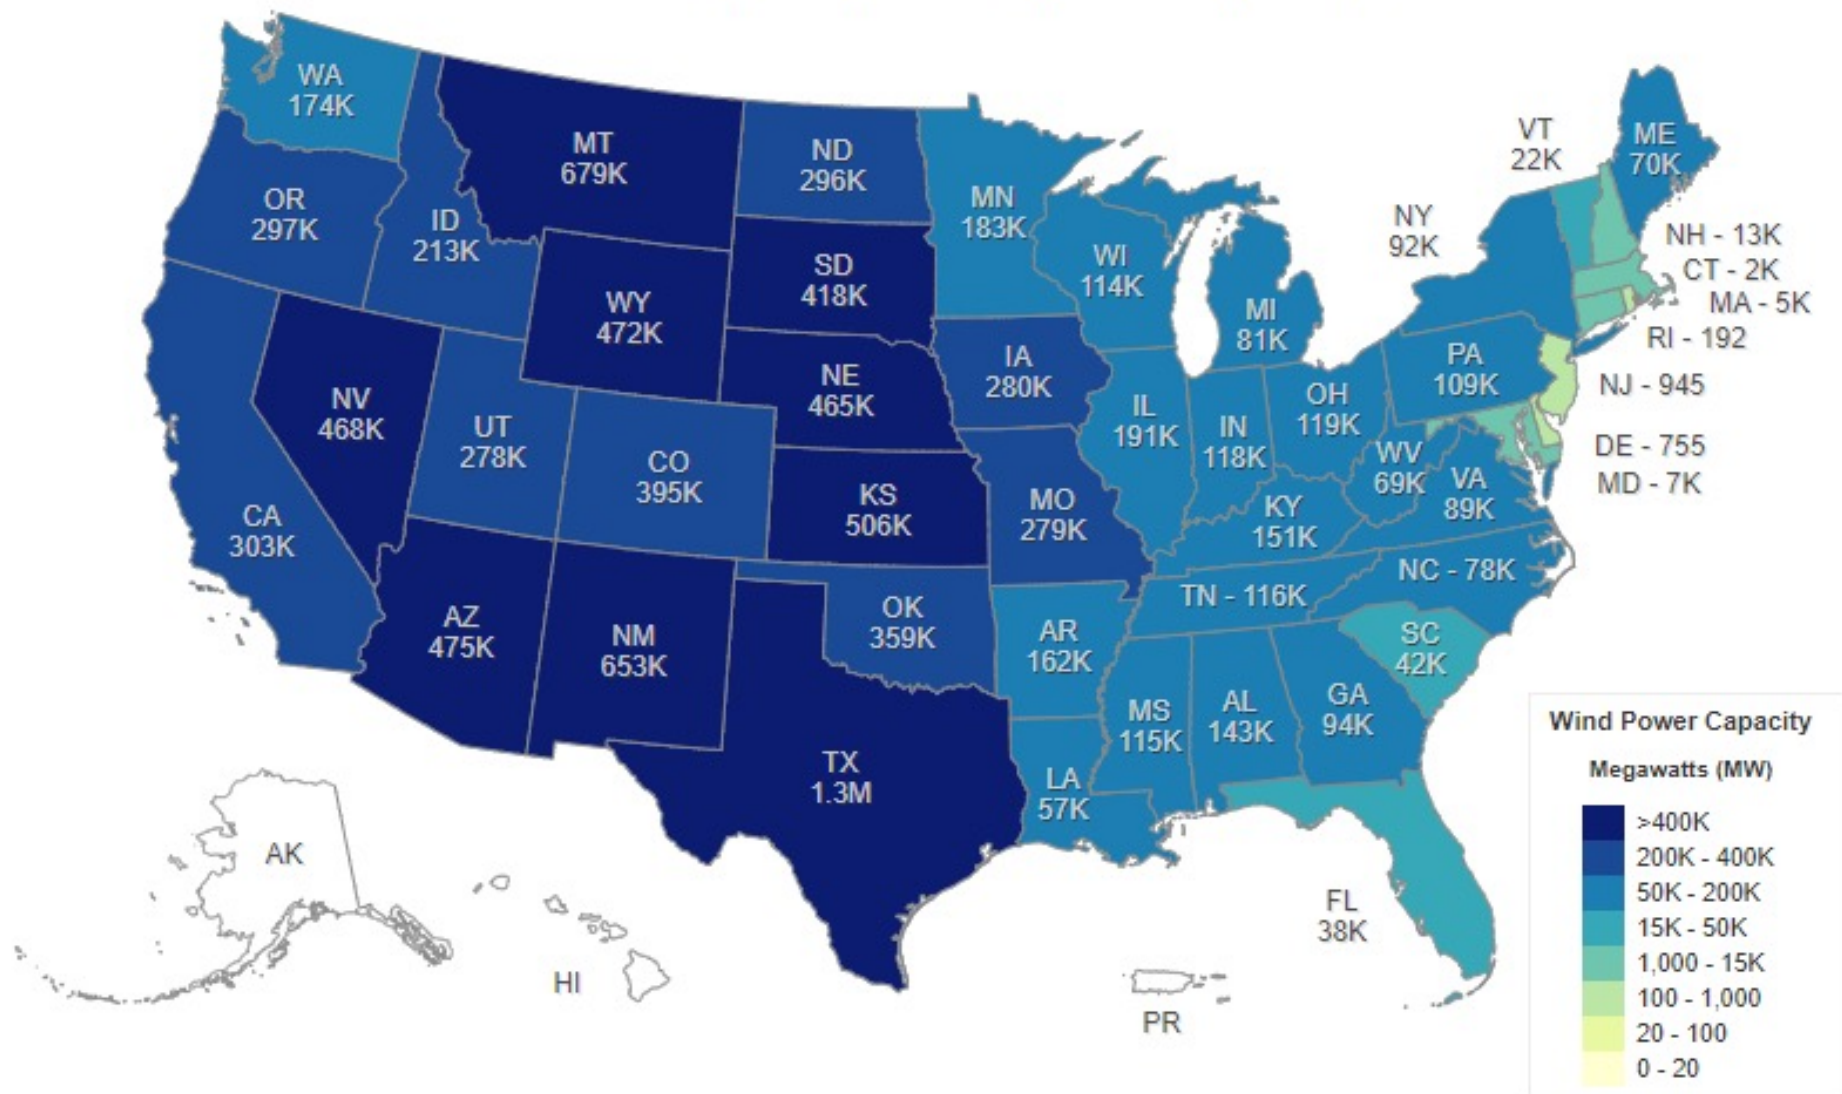 WA
174K
OR
297K
ID
213K
MT
679K
ND
296K
MN
183K
SD
418K
WY
472K
WI
114K
MI
81K
VT
22K
ME
70K
NY
92K
NH - 13K
CT - 2K
MA - 5K
RI - 192
NJ - 945
DE - 755
MD - 7K
PA
109K
NV
468K
UT
278K
CO
395K
NE
465K
IA
280K
IL
191K
IN
118K
OH
119K
WV
69K
VA
89K
CA
303K
KS
506K
MO
279K
KY
151K
TN - 116K
NC - 78K
AZ
475K
NM
653K
OK
359K
AR
162K
SC
42K
MS
115K
AL
143K
GA
94K
TX
1.3M
LA
57K
FL
38K
AK
HI
PR
Wind Power Capacity
Megawatts (MW)
>400K
200K - 400K
50K - 200K
15K - 50K
1,000 - 15K
100 - 1,000
20 - 100
0 - 20